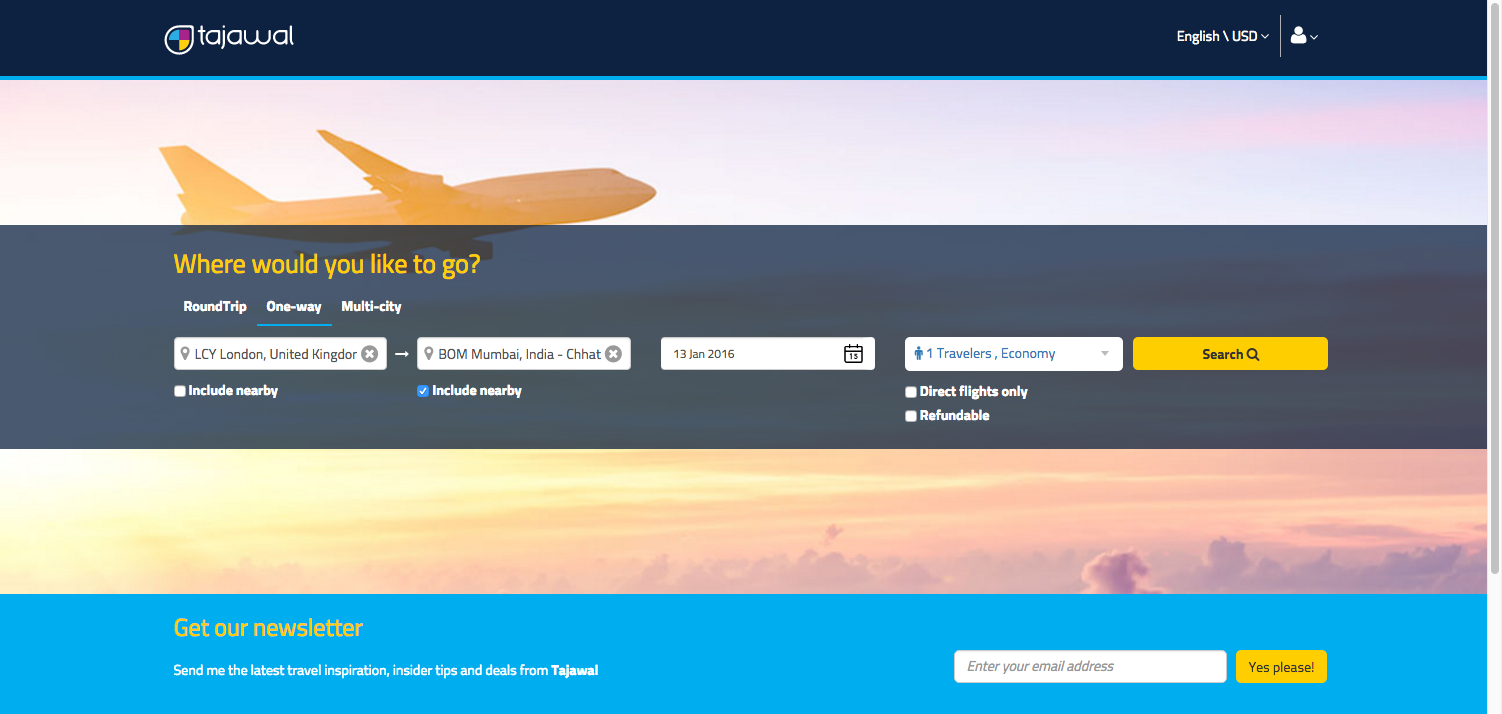 tajawal
English \ USD
Where would you like to go?
RoundTrip One-way Multi-city
LCY London, United Kingdor
BOM Mumbai, India - Chhat
13 Jan 2016
15
1 Travelers , Economy
Search
Include nearby
Include nearby
Direct flights only
Refundable
Get our newsletter
Send me the latest travel inspiration, insider tips and deals from Tajawal
Enter your email address
Yes please!